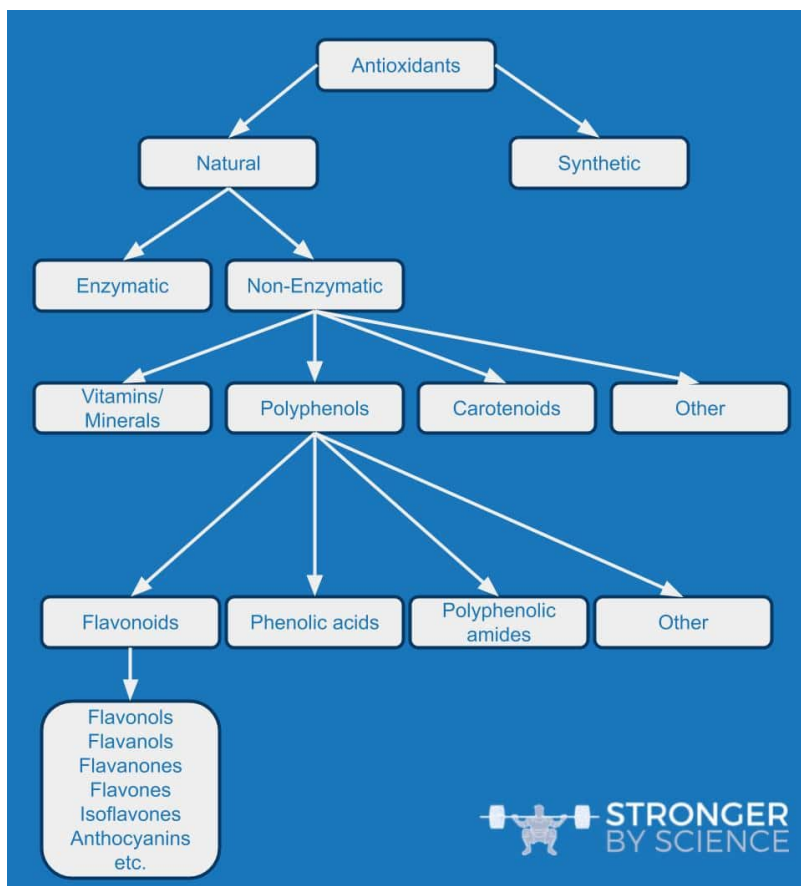 Antioxidants
Natural
Synthetic
Enzymatic
Non-Enzymatic
Vitamins/
Minerals
Polyphenols
Carotenoids
Other
Flavonoids
Phenolic acids
Polyphenolic
amides
Other
Flavonols
Flavanols
Flavanones
Flavones
Isoflavones
Anthocyanins
etc.
STRONGER
BY SCIENCE